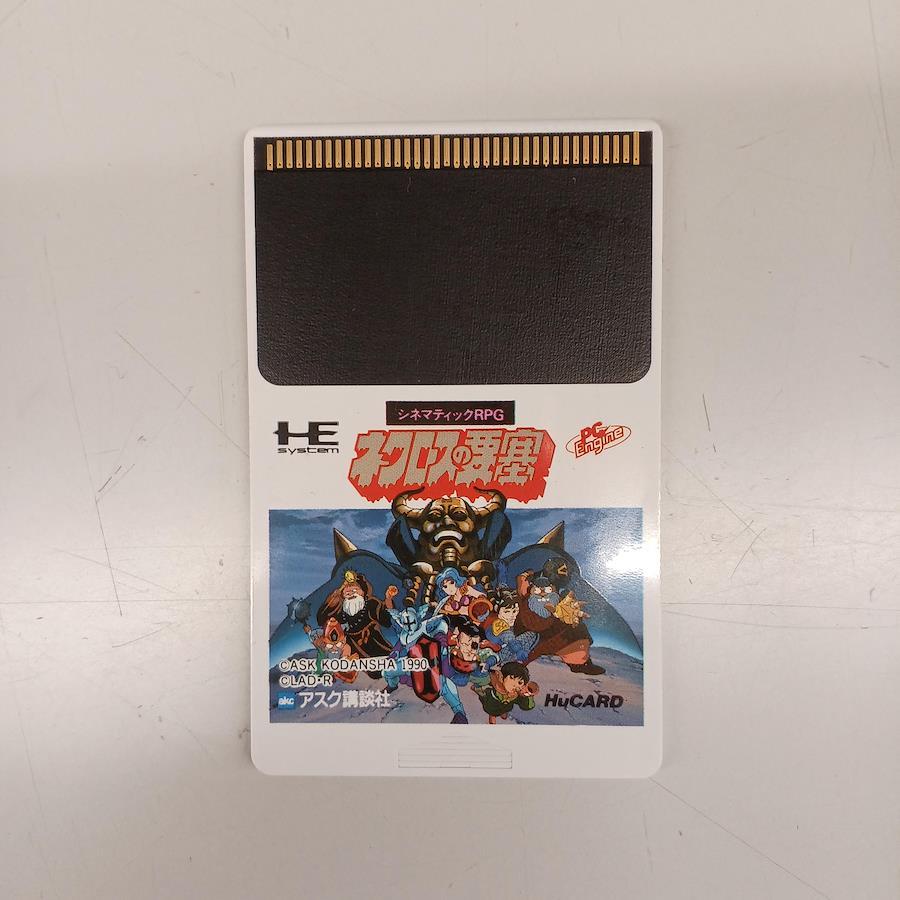 シネマティックRPG
HE
system
ネクロスの要塞
PC
Engine
©ASK KODANSHA 1990
©LAD・R
akc アスク講談社
HuCARD